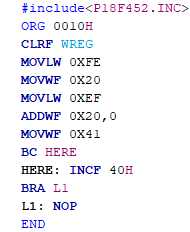 #include<P18F452.INC>
ORG 0010H
CLRF WREG
MOVLW 0XFE
MOVWF 0X20
MOVLW 0XEF
ADDWF 0X20,0
MOVWF 0X41
BC HERE
HERE: INCF 40H
BRA L1
L1: NOP
END